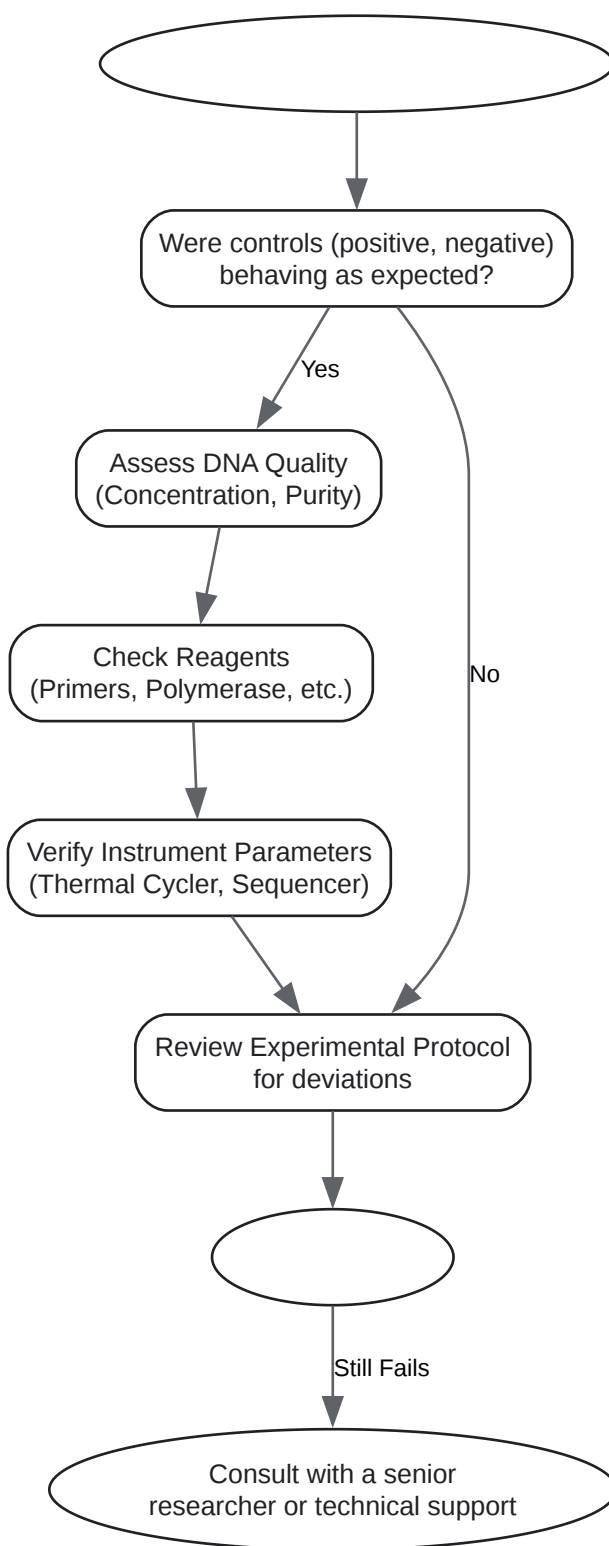 Were controls (positive, negative)
behaving as expected?
Yes
Assess DNA Quality
(Concentration, Purity)
Check Reagents
(Primers, Polymerase, etc.)
No
Verify Instrument Parameters
(Thermal Cycler, Sequencer)
Review Experimental Protocol
for deviations
Still Fails
Consult with a senior
researcher or technical support